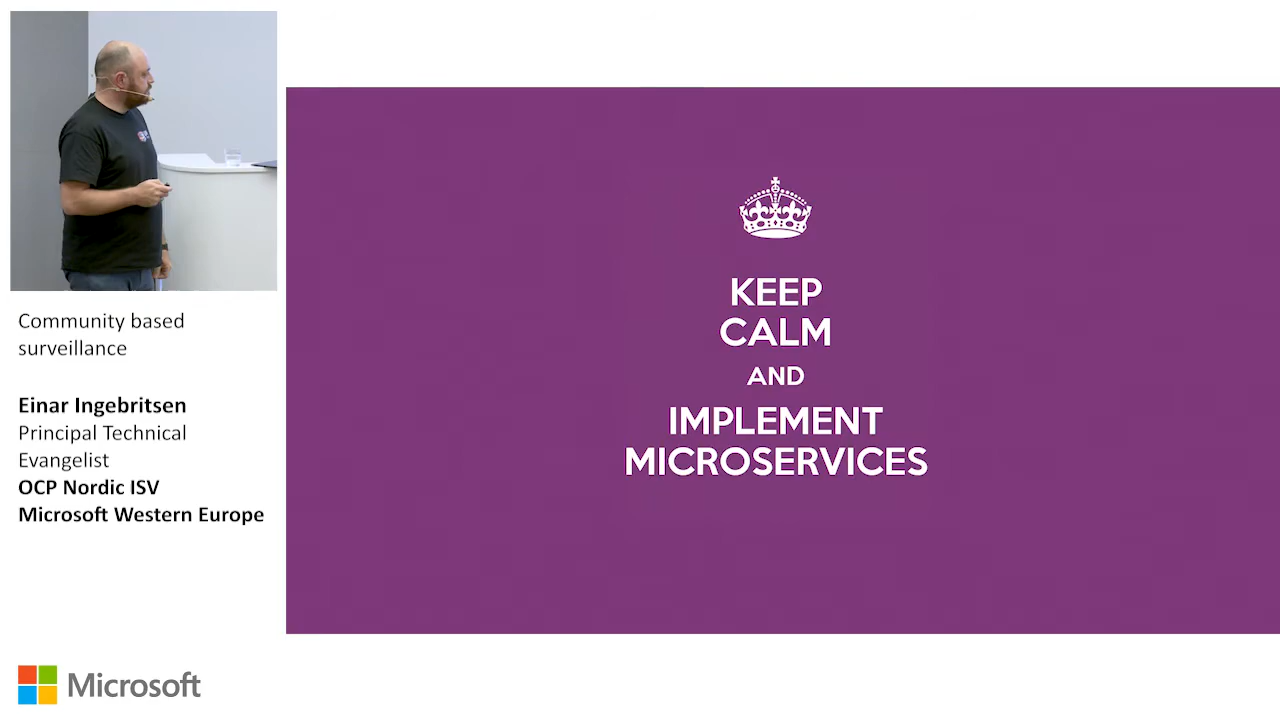 Community based
surveillance
Einar Ingebritsen
Principal Technical
Evangelist
OCP Nordic ISV
Microsoft Western Europe
Microsoft
KEEP
CALM
AND
IMPLEMENT
MICROSERVICES